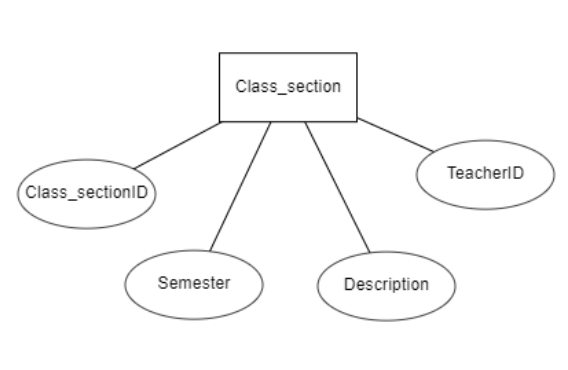 Class_section
TeacherID
Class_sectionID
Semester
Description